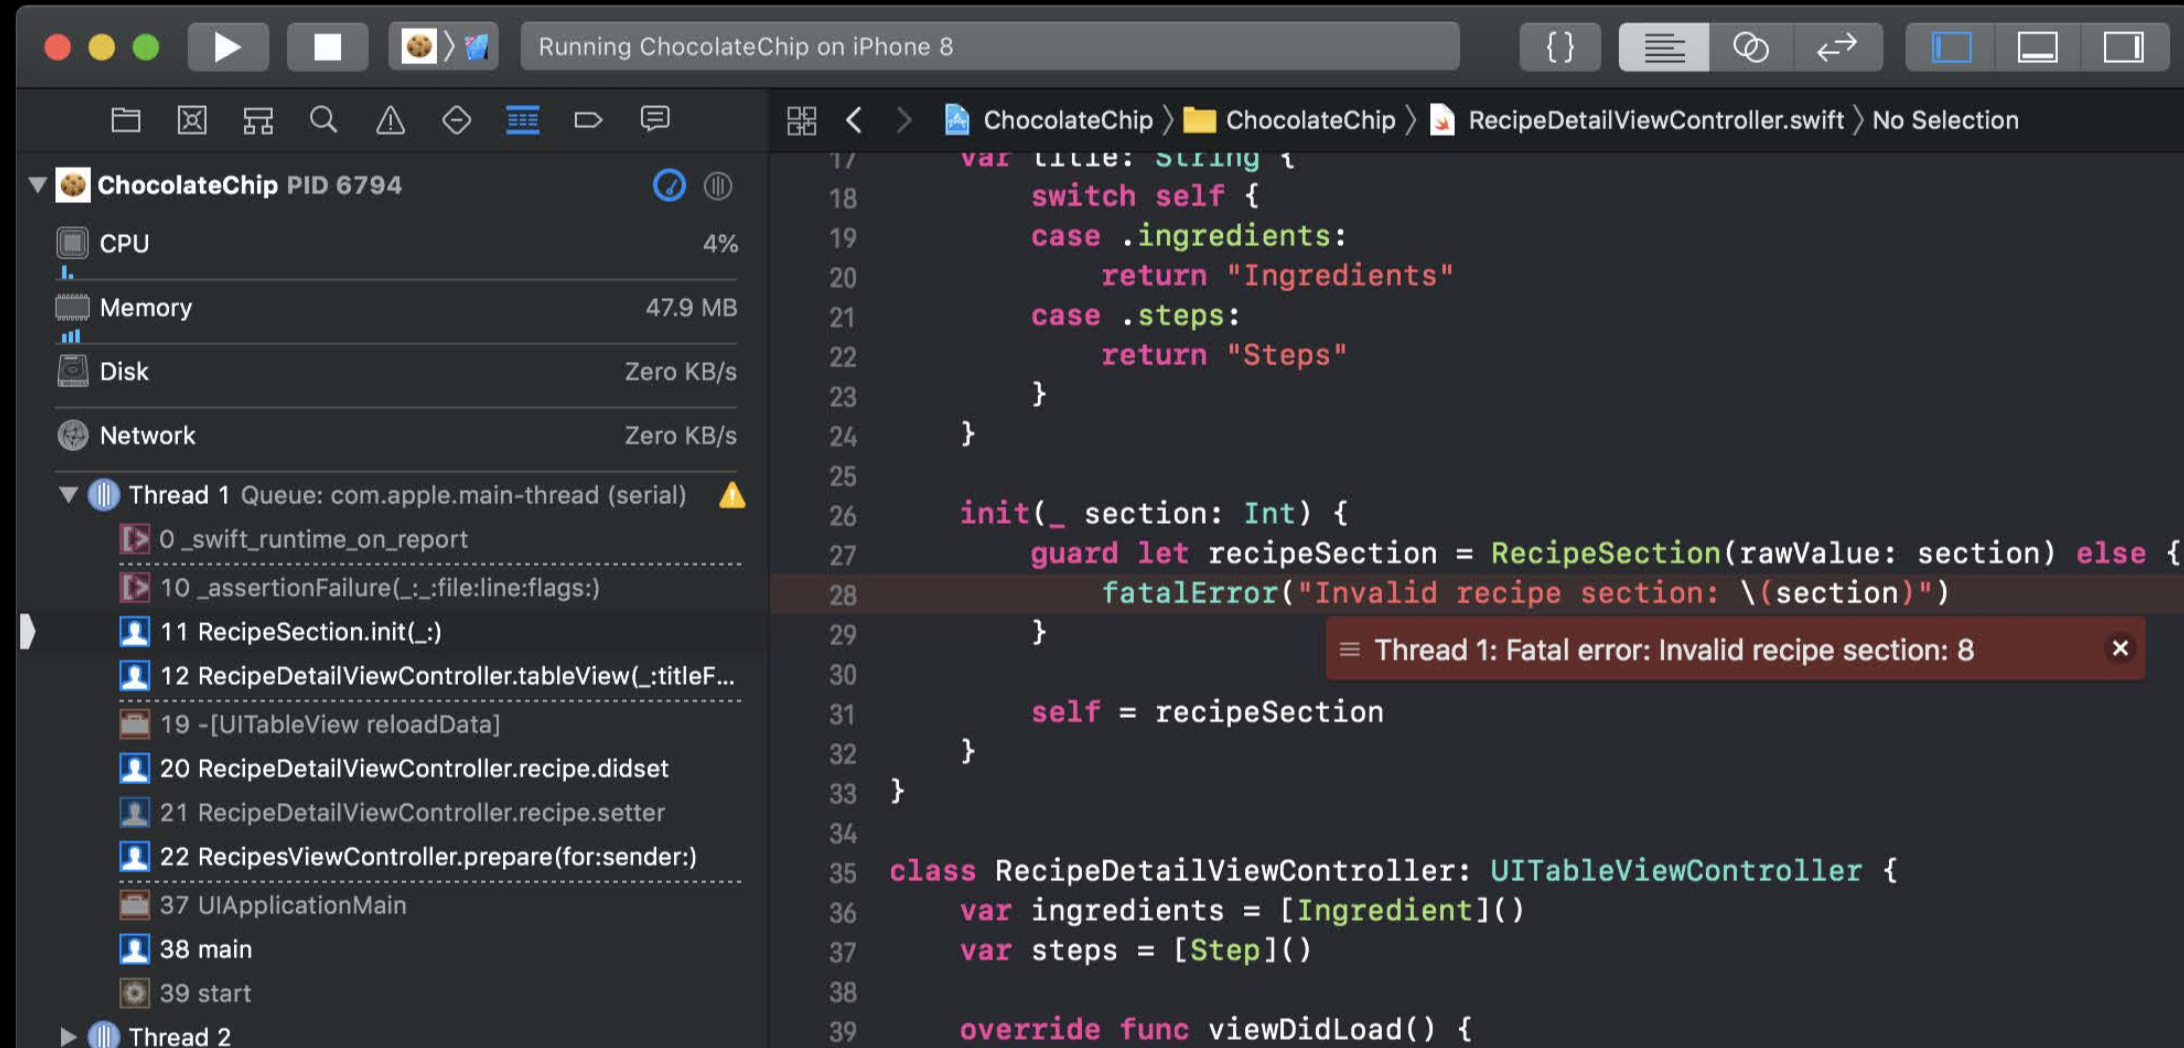 Running ChocolateChip on iPhone 8
{}
ChocolateChip PID 6794
CPU 4%
Memory 47.9 MB
Disk Zero KB/s
Network Zero KB/s
Thread 1 Queue: com.apple.main-thread (serial)
0 _swift_runtime_on_report
10 _assertionFailure(_:_:file:line:flags:)
11 RecipeSection.init(_:)
12 RecipeDetailViewController.tableView(_:titleF...
19 -[UITableView reloadData]
20 RecipeDetailViewController.recipe.didset
21 RecipeDetailViewController.recipe.setter
22 RecipesViewController.prepare(for:sender:)
37 UIApplicationMain
38 main
39 start
Thread 2
ChocolateChip 〉 ChocolateChip 〉 RecipeDetailViewController.swift 〉 No Selection
17 var title: String {
18 switch self {
19 case .ingredients:
20 return "Ingredients"
21 case .steps:
22 return "Steps"
23 }
24 }
25
26 init(_ section: Int) {
27 guard let recipeSection = RecipeSection(rawValue: section) else {
28 fatalError("Invalid recipe section: \(section)")
29 }
Thread 1: Fatal error: Invalid recipe section: 8
30
31 self = recipeSection
32 }
33 }
34
35 class RecipeDetailViewController: UITableViewController {
36 var ingredients = [Ingredient]()
37 var steps = [Step]()
38
39 override func viewDidLoad() {